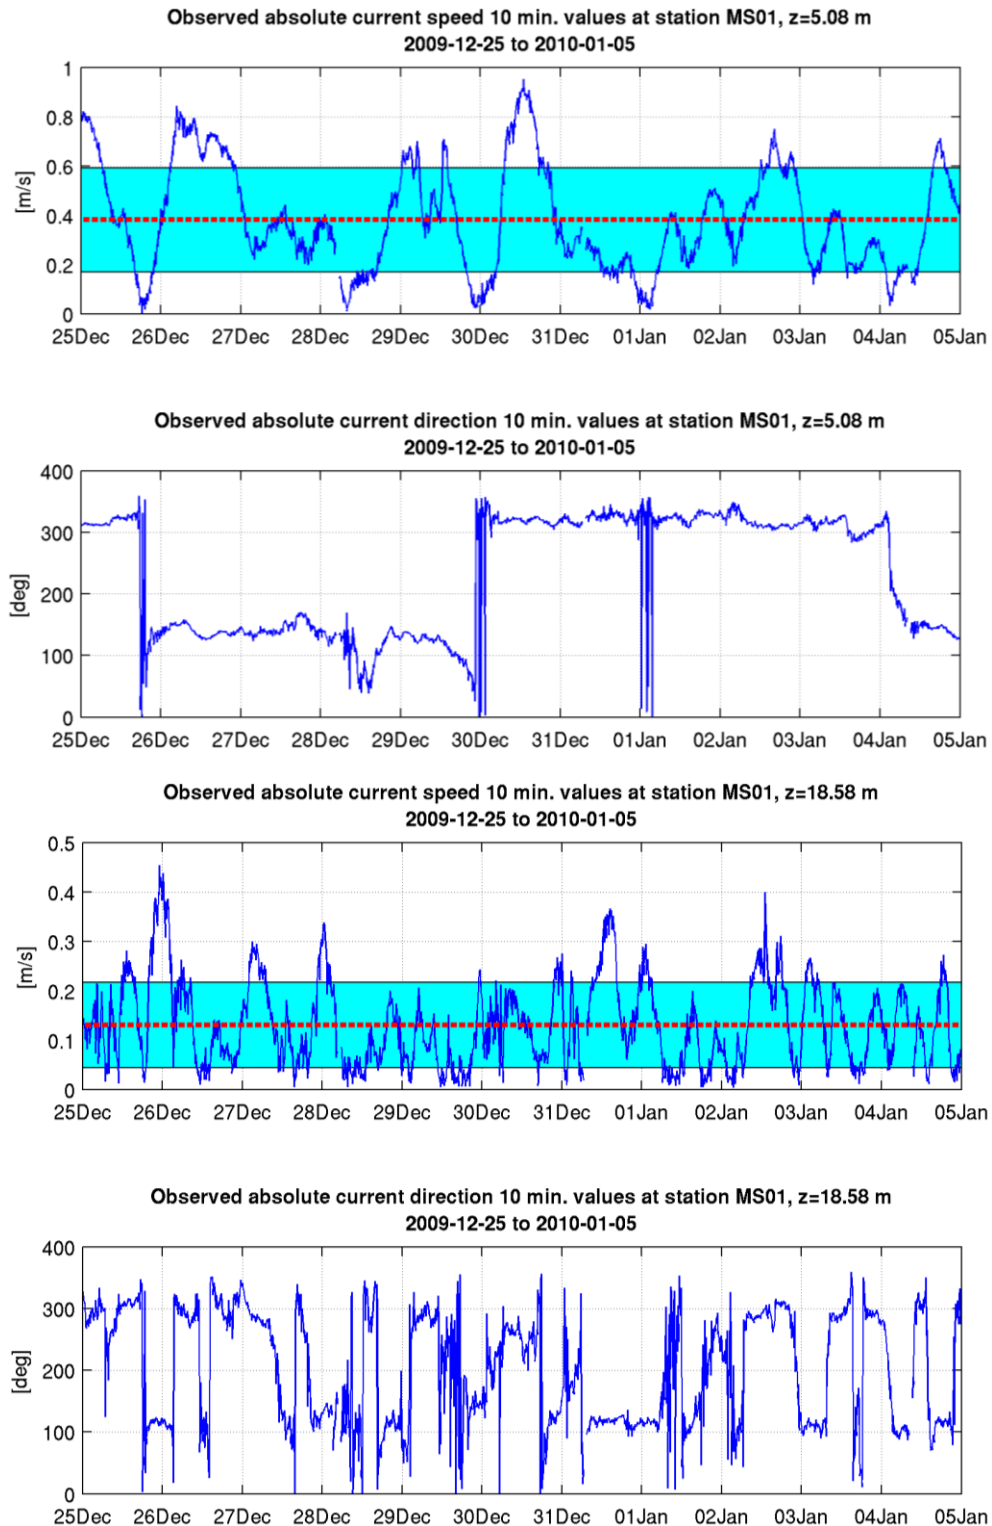 Observed absolute current speed 10 min. values at station MS01, z=5.08 m
2009-12-25 to 2010-01-05
1
0.8
0.6
0.4
0.2
0
[m/s]
25Dec 26Dec 27Dec 28Dec 29Dec 30Dec 31Dec 01Jan 02Jan 03Jan 04Jan 05Jan
Observed absolute current direction 10 min. values at station MS01, z=5.08 m
2009-12-25 to 2010-01-05
400
300
200
100
0
[deg]
25Dec 26Dec 27Dec 28Dec 29Dec 30Dec 31Dec 01Jan 02Jan 03Jan 04Jan 05Jan
Observed absolute current speed 10 min. values at station MS01, z=18.58 m
2009-12-25 to 2010-01-05
0.5
0.4
0.3
0.2
0.1
0
[m/s]
25Dec 26Dec 27Dec 28Dec 29Dec 30Dec 31Dec 01Jan 02Jan 03Jan 04Jan 05Jan
Observed absolute current direction 10 min. values at station MS01, z=18.58 m
2009-12-25 to 2010-01-05
400
300
200
100
0
[deg]
25Dec 26Dec 27Dec 28Dec 29Dec 30Dec 31Dec 01Jan 02Jan 03Jan 04Jan 05Jan